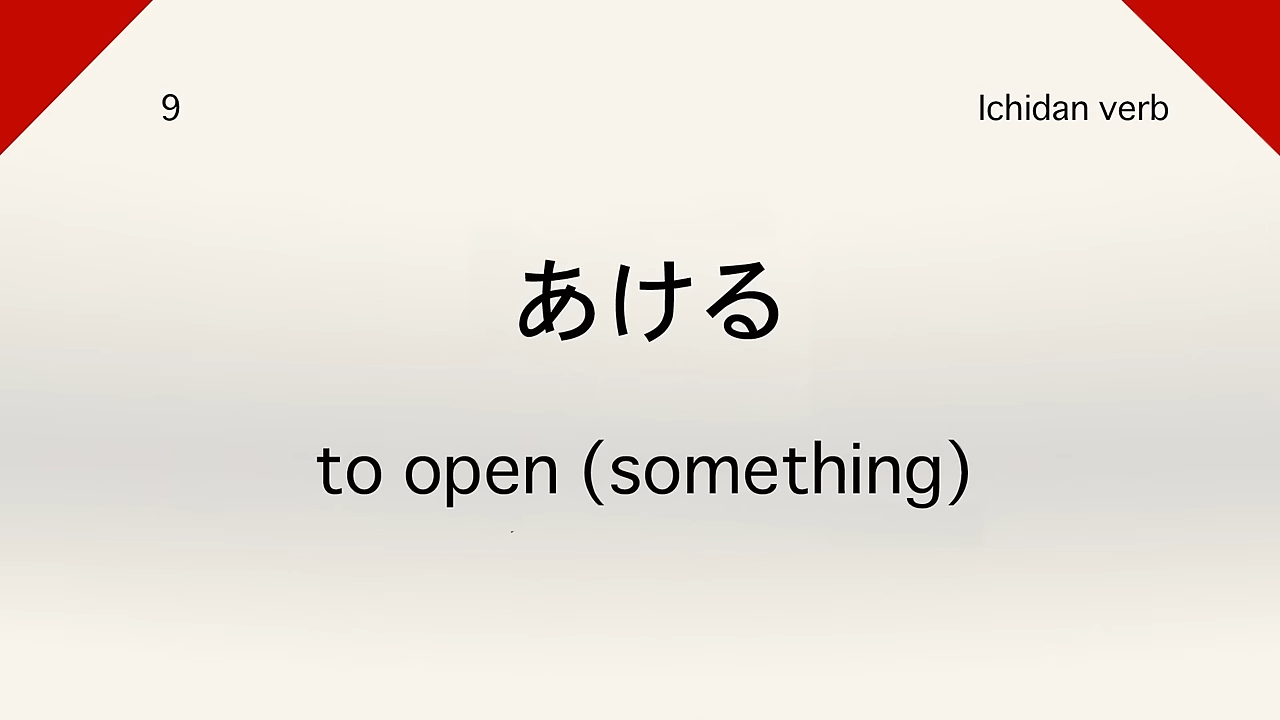 9
Ichidan verb
あける
to open (something)